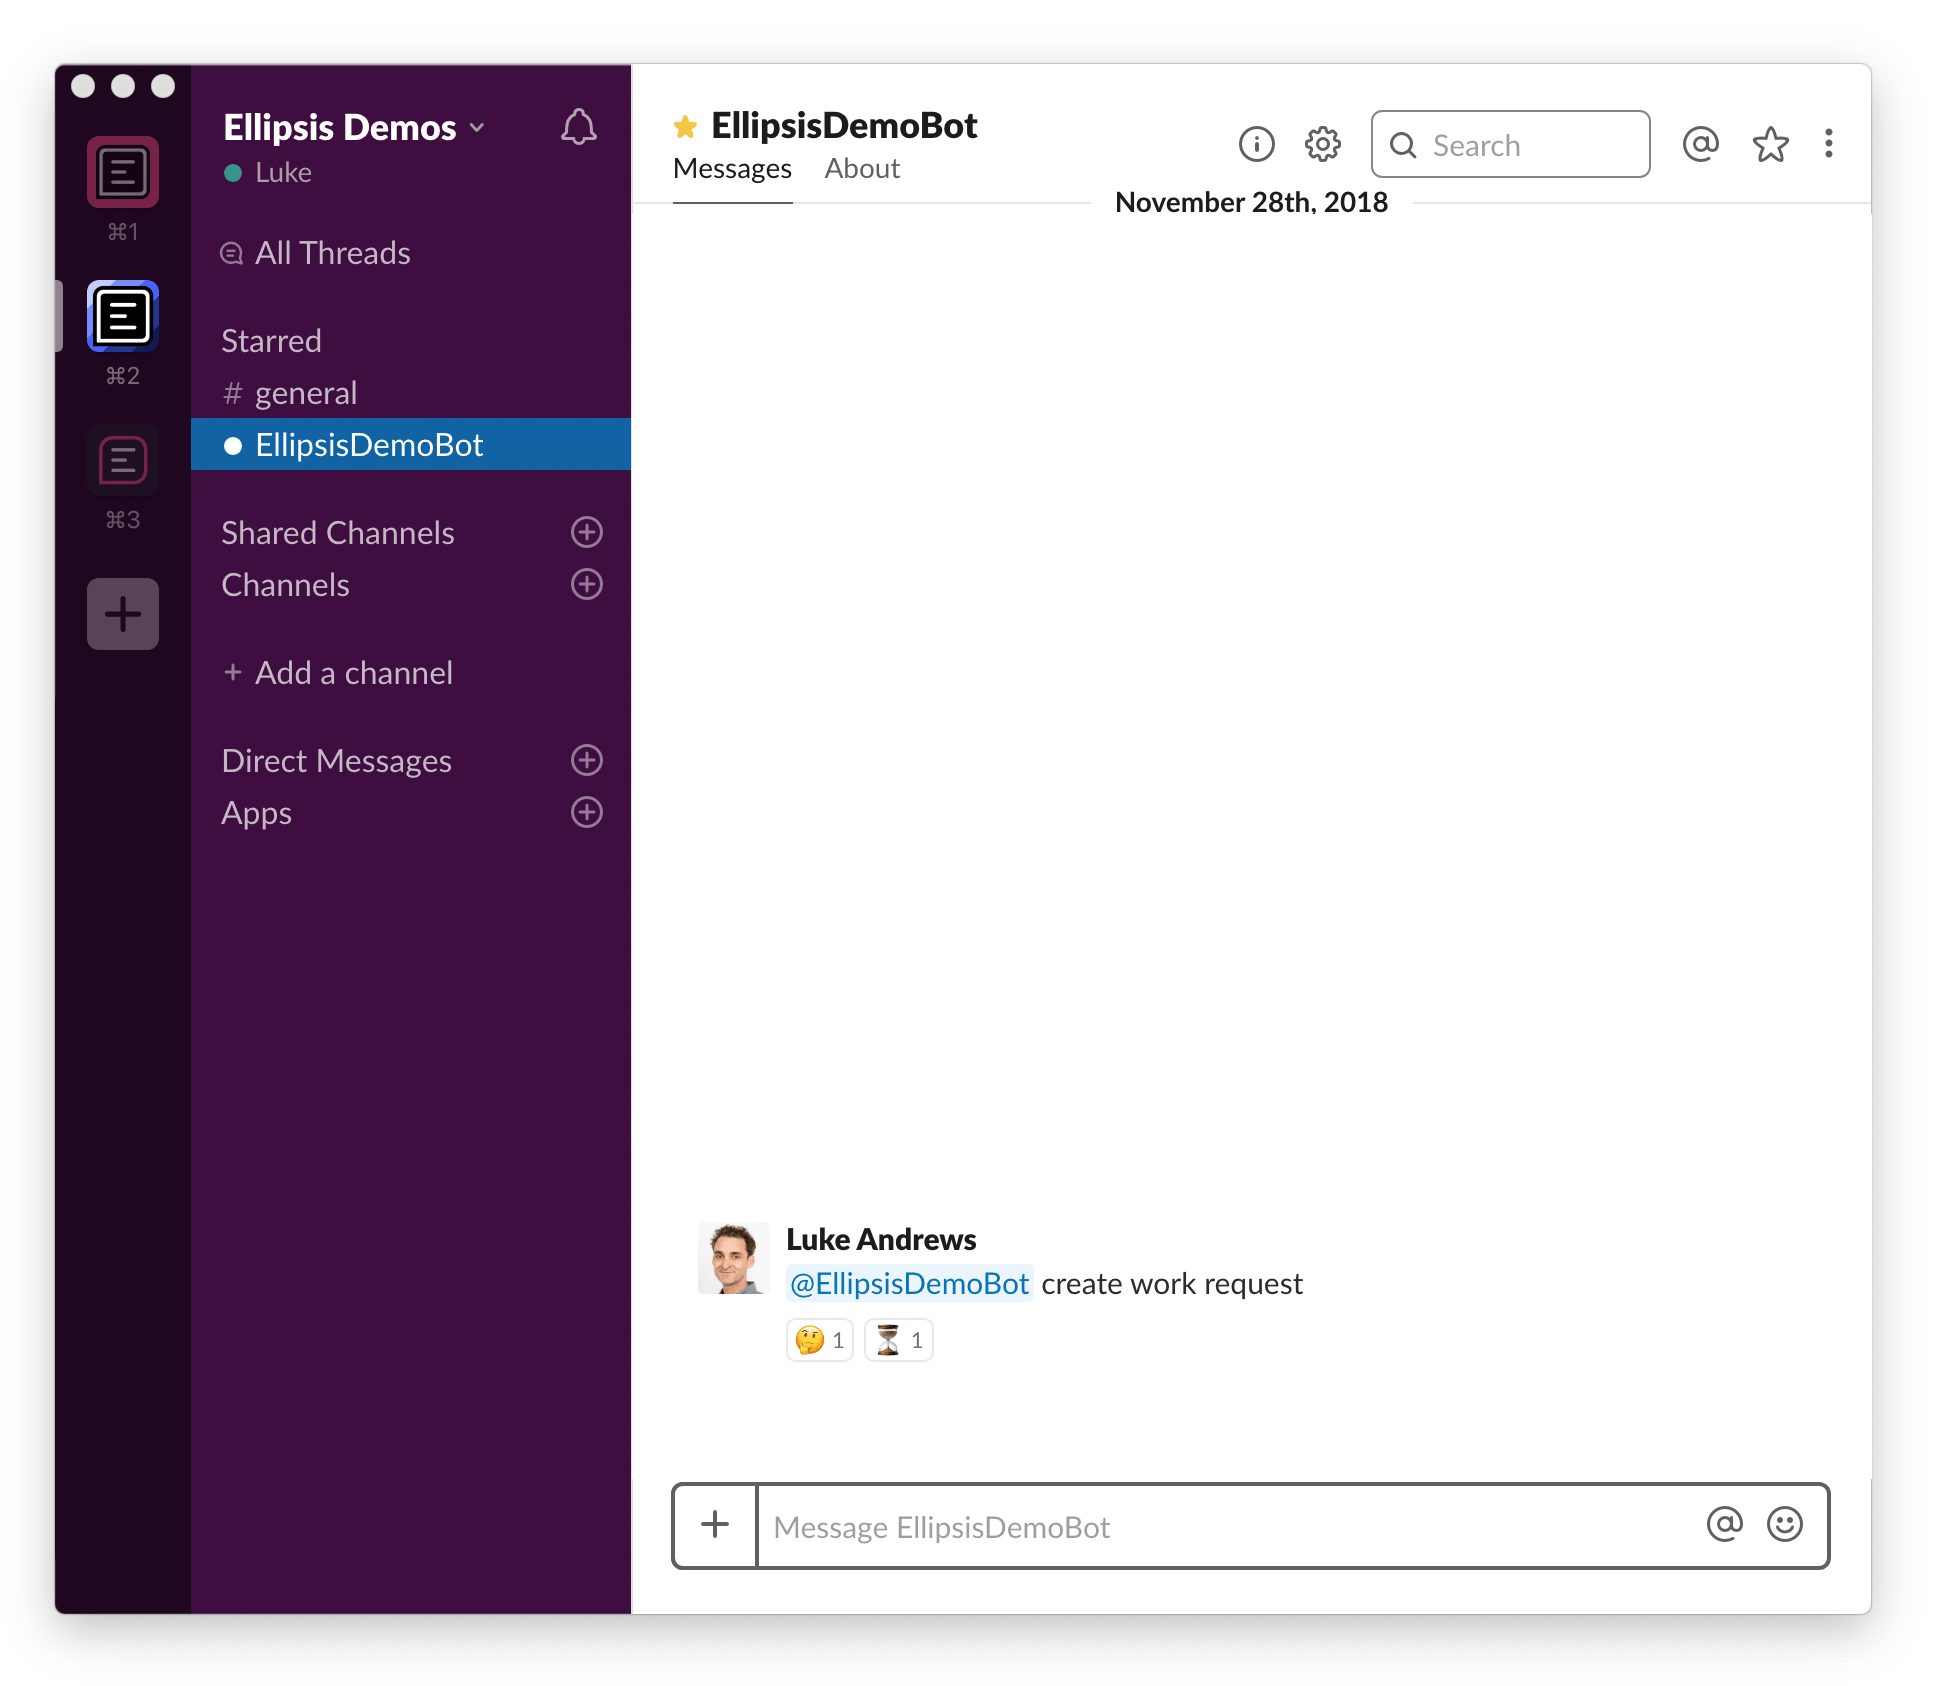 ⌘1
⌘2
⌘3
Ellipsis Demos
Luke
All Threads
Starred
# general
EllipsisDemoBot
Shared Channels
Channels
+ Add a channel
Direct Messages
Apps
EllipsisDemoBot
Messages About
Search
November 28th, 2018
Luke Andrews
@EllipsisDemoBot create work request
🤔 1 ⏳ 1
Message EllipsisDemoBot